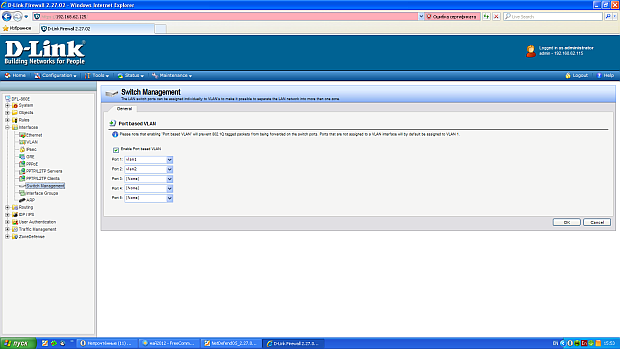 D-Link Firewall 2.27.02 - Windows Internet Explorer
192.168.62.125
Ошибка сертификата
Live Search
Избранное
D-Link Firewall 2.27.02
D-Link
Building Networks for People
Logged in as administrator
admin - 192.168.62.115
Home
Configuration
Tools
Status
Maintenance
Logout
Help
DFL-860E
System
Objects
Rules
Interfaces
Ethernet
VLAN
IPsec
GRE
PPPoE
PPTP/L2TP Servers
PPTP/L2TP Clients
Switch Management
Interface Groups
ARP
Routing
IDP / IPS
User Authentication
Traffic Management
ZoneDefense
Switch Management
The LAN switch ports can be assigned individually to VLAN's to make it possible to separate the LAN network into more than one zone.
General
Port based VLAN
Please note that enabling "Port based VLAN" will prevent 802.1Q tagged packets from being forwarded on the switch ports. Ports that are not assigned to a VLAN interface will by default be assigned to VLAN 1.
Enable Port based VLAN
Port 1: vlan1
Port 2: vlan2
Port 3: (None)
Port 4: (None)
Port 5: (None)
OK
Cancel
пуск
Непрочтённые (11) ...
май2012 - FreeComm...
NetDefendOS_2.27.0...
D-Link Firewall 2.27....
EN
15:53